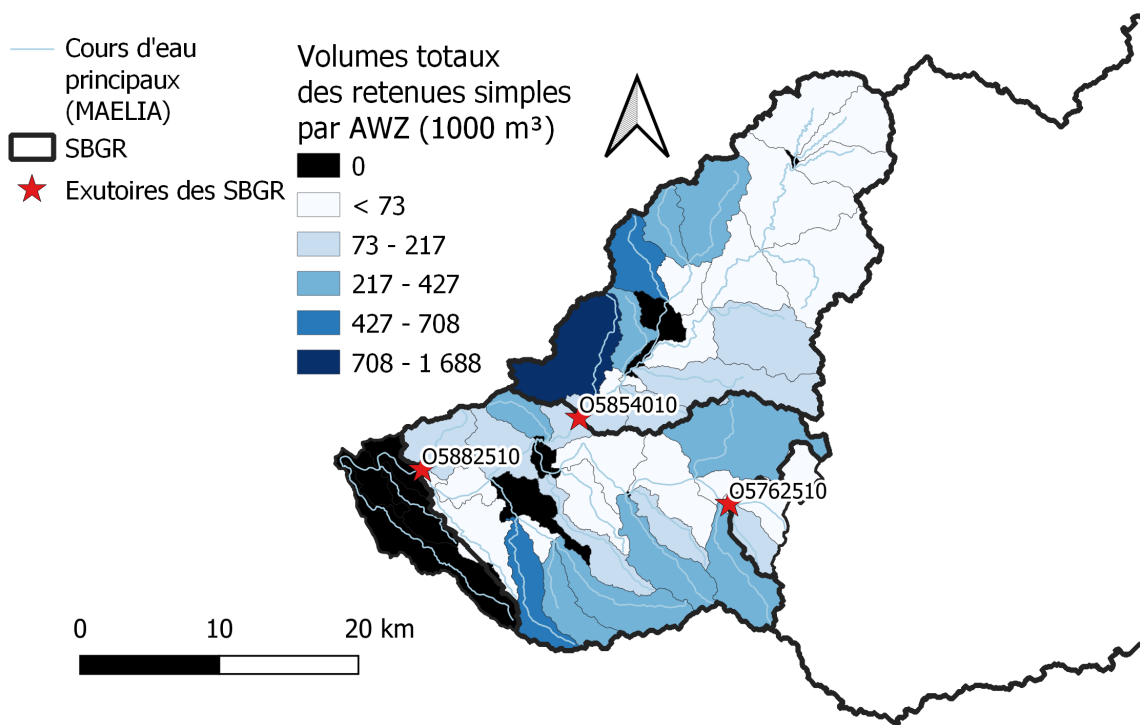 Cours d'eau
principaux
(MAELIA)
SBGR
Exutoires des SBGR
Volumes totaux
des retenues simples
par AWZ (1000 m³)
0
< 73
73 - 217
217 - 427
427 - 708
708 - 1 688
O5854010
O5882510
O5762510
0 10 20 km